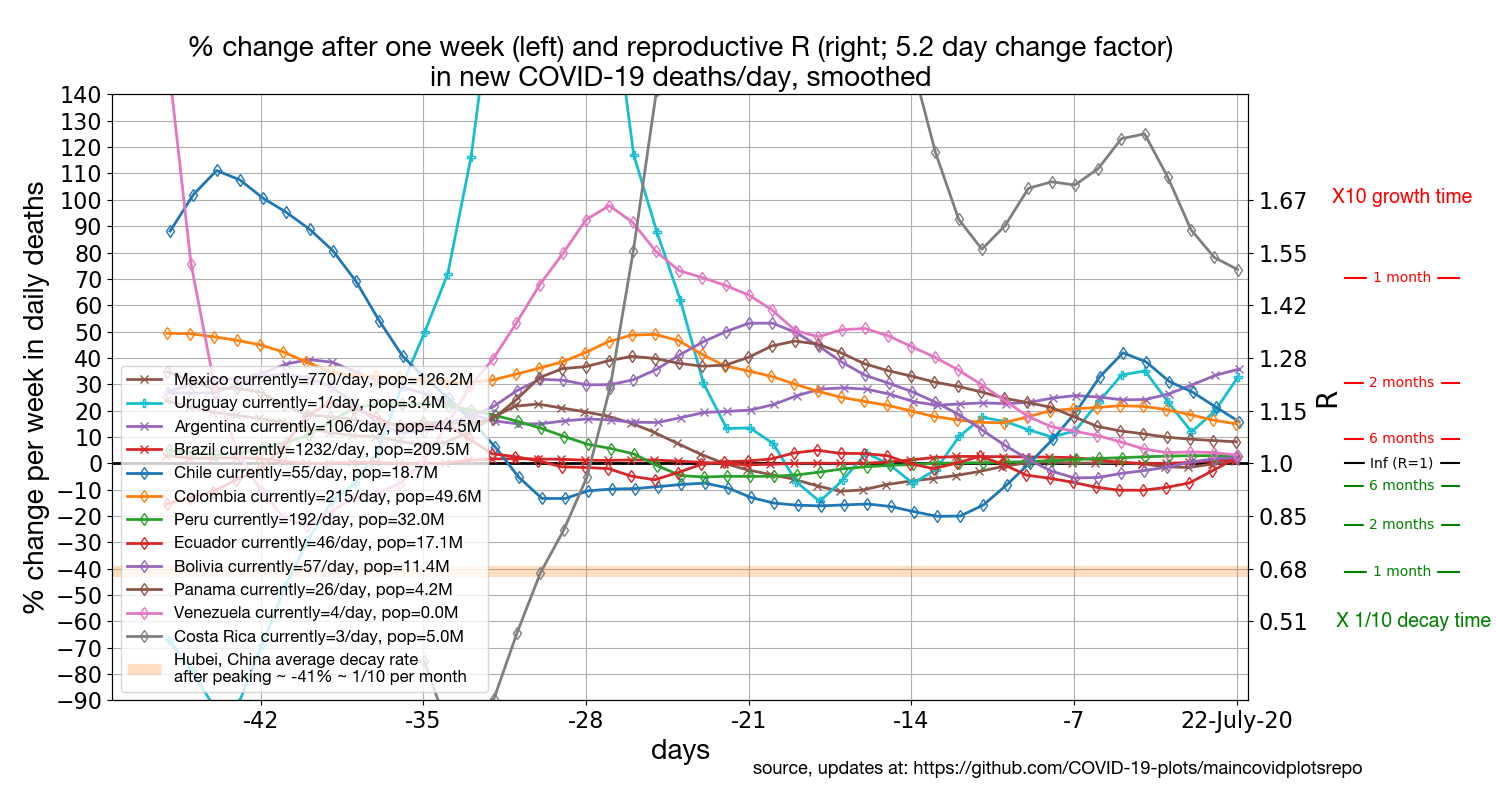 % change after one week (left) and reproductive R (right; 5.2 day change factor)
in new COVID-19 deaths/day, smoothed
% change per week in daily deaths
140
130
120
110
100
90
80
70
60
50
40
30
20
10
0
−10
−20
−30
−40
−50
−60
−70
−80
−90
Mexico currently=770/day, pop=126.2M
Uruguay currently=1/day, pop=3.4M
Argentina currently=106/day, pop=44.5M
Brazil currently=1232/day, pop=209.5M
Chile currently=55/day, pop=18.7M
Colombia currently=215/day, pop=49.6M
Peru currently=192/day, pop=32.0M
Ecuador currently=46/day, pop=17.1M
Bolivia currently=57/day, pop=11.4M
Panama currently=26/day, pop=4.2M
Venezuela currently=4/day, pop=0.0M
Costa Rica currently=3/day, pop=5.0M
Hubei, China average decay rate
after peaking ~ -41% ~ 1/10 per month
-42
-35
-28
-21
-14
-7
22-July-20
days
1.67
1.55
1.42
1.28
1.15
1.0
0.85
0.68
0.51
R
X10 growth time
1 month
2 months
6 months
Inf (R=1)
6 months
2 months
1 month
X 1/10 decay time
source, updates at: https://github.com/COVID-19-plots/maincovidplotsrepo